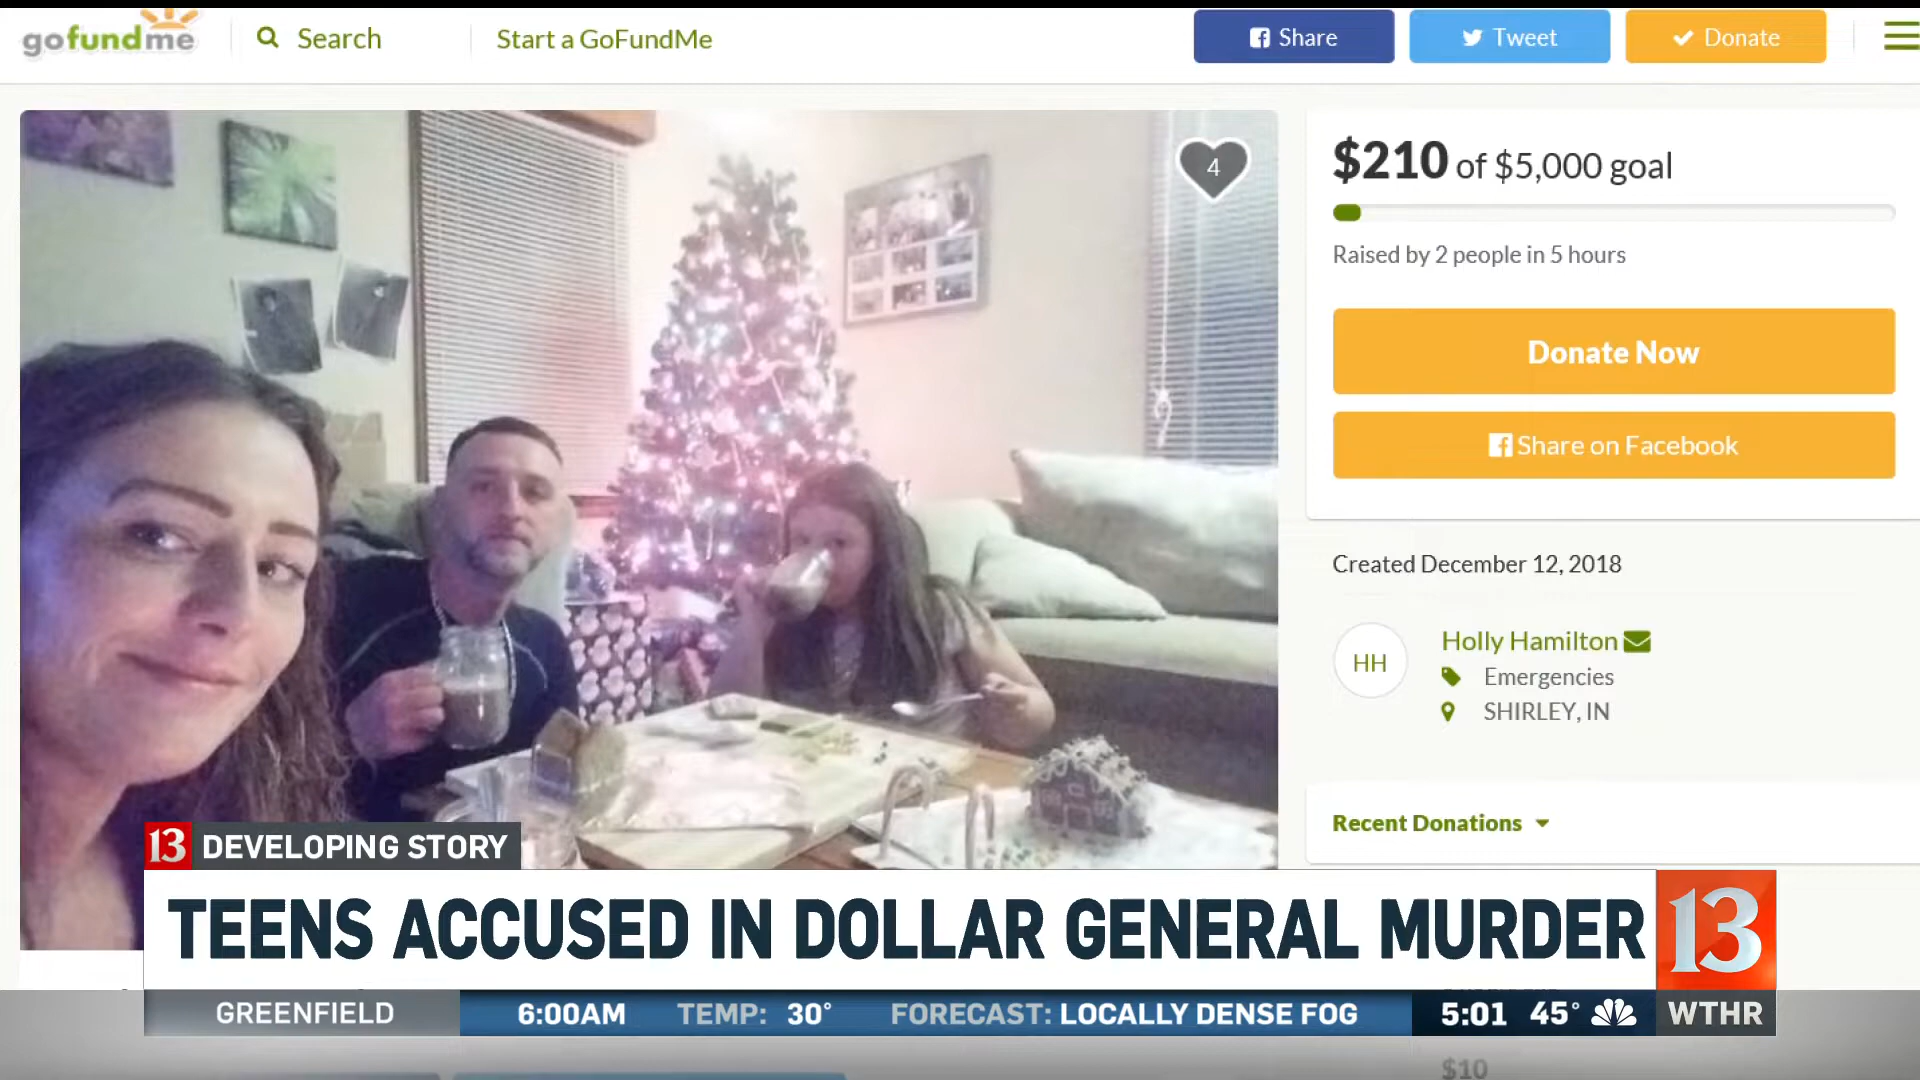 gofundme
Search
Start a GoFundMe
Share
Tweet
Donate
4
$210 of $5,000 goal
Raised by 2 people in 5 hours
Donate Now
Share on Facebook
Created December 12, 2018
HH
Holly Hamilton
Emergencies
SHIRLEY, IN
Recent Donations
13 DEVELOPING STORY
TEENS ACCUSED IN DOLLAR GENERAL MURDER
13
GREENFIELD
6:00AM TEMP: 30° FORECAST: LOCALLY DENSE FOG
5:01 45°
WTHR
$10